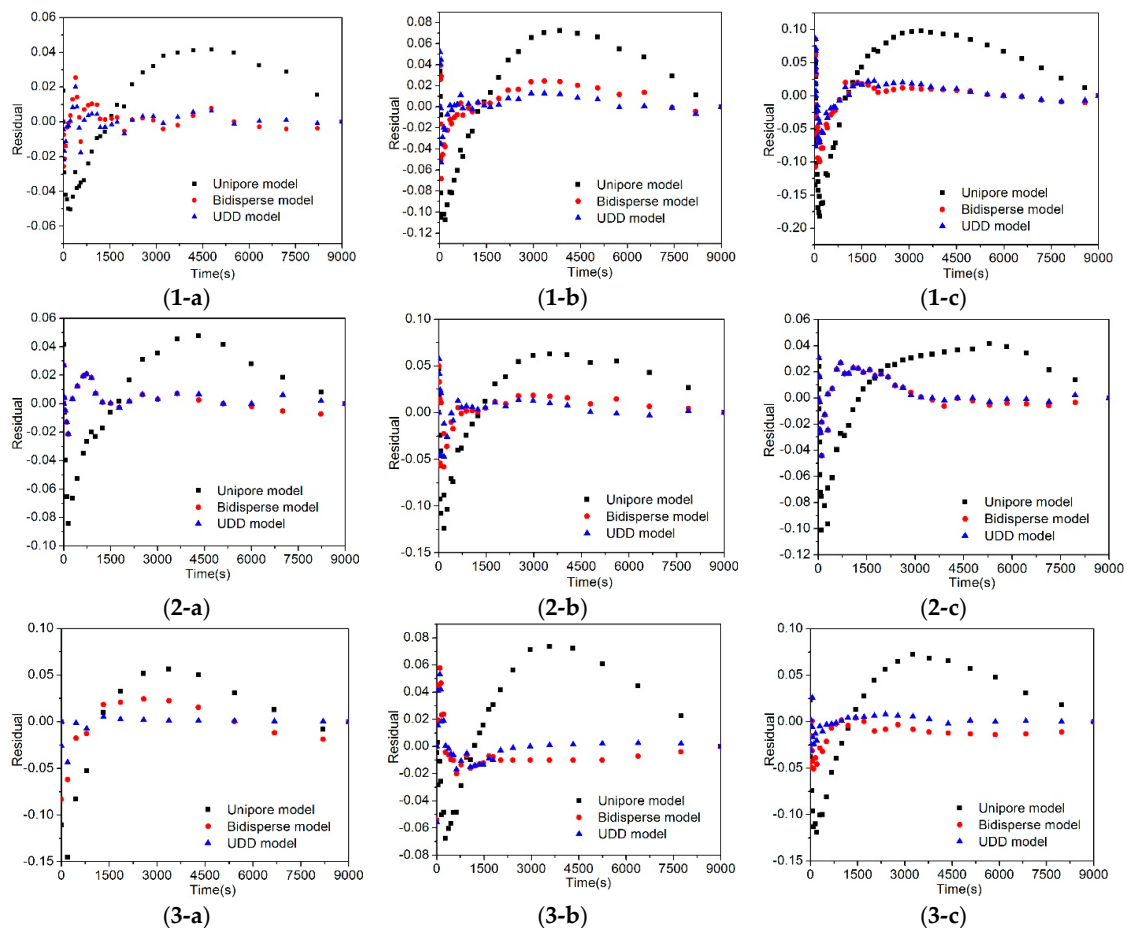 0.06
0.04
0.02
0.00
-0.02
-0.04
-0.06
Residual
Unipore model
Bidisperse model
UDD model
0 1500 3000 4500 6000 7500 9000
Time(s)
(1-a)
0.08
0.06
0.04
0.02
0.00
-0.02
-0.04
-0.06
-0.08
-0.10
-0.12
Residual
Unipore model
Bidisperse model
UDD model
0 1500 3000 4500 6000 7500 9000
Time(s)
(1-b)
0.10
0.05
0.00
-0.05
-0.10
-0.15
-0.20
Residual
Unipore model
Bidisperse model
UDD model
0 1500 3000 4500 6000 7500 9000
Time(s)
(1-c)
0.06
0.04
0.02
0.00
-0.02
-0.04
-0.06
-0.08
-0.10
Residual
Unipore model
Bidisperse model
UDD model
0 1500 3000 4500 6000 7500 9000
Time(s)
(2-a)
0.10
0.05
0.00
-0.05
-0.10
-0.15
Residual
Unipore model
Bidisperse model
UDD model
0 1500 3000 4500 6000 7500 9000
Time(s)
(2-b)
0.06
0.04
0.02
0.00
-0.02
-0.04
-0.06
-0.08
-0.10
-0.12
Residual
Unipore model
Bidisperse model
UDD model
0 1500 3000 4500 6000 7500 9000
Time(s)
(2-c)
0.10
0.05
0.00
-0.05
-0.10
-0.15
Residual
Unipore model
Bidisperse model
UDD model
0 1500 3000 4500 6000 7500 9000
Time(s)
(3-a)
0.08
0.06
0.04
0.02
0.00
-0.02
-0.04
-0.06
-0.08
Residual
Unipore model
Bidisperse model
UDD model
0 1500 3000 4500 6000 7500 9000
Time(s)
(3-b)
0.10
0.05
0.00
-0.05
-0.10
-0.15
Residual
Unipore model
Bidisperse model
UDD model
0 1500 3000 4500 6000 7500 9000
Time(s)
(3-c)